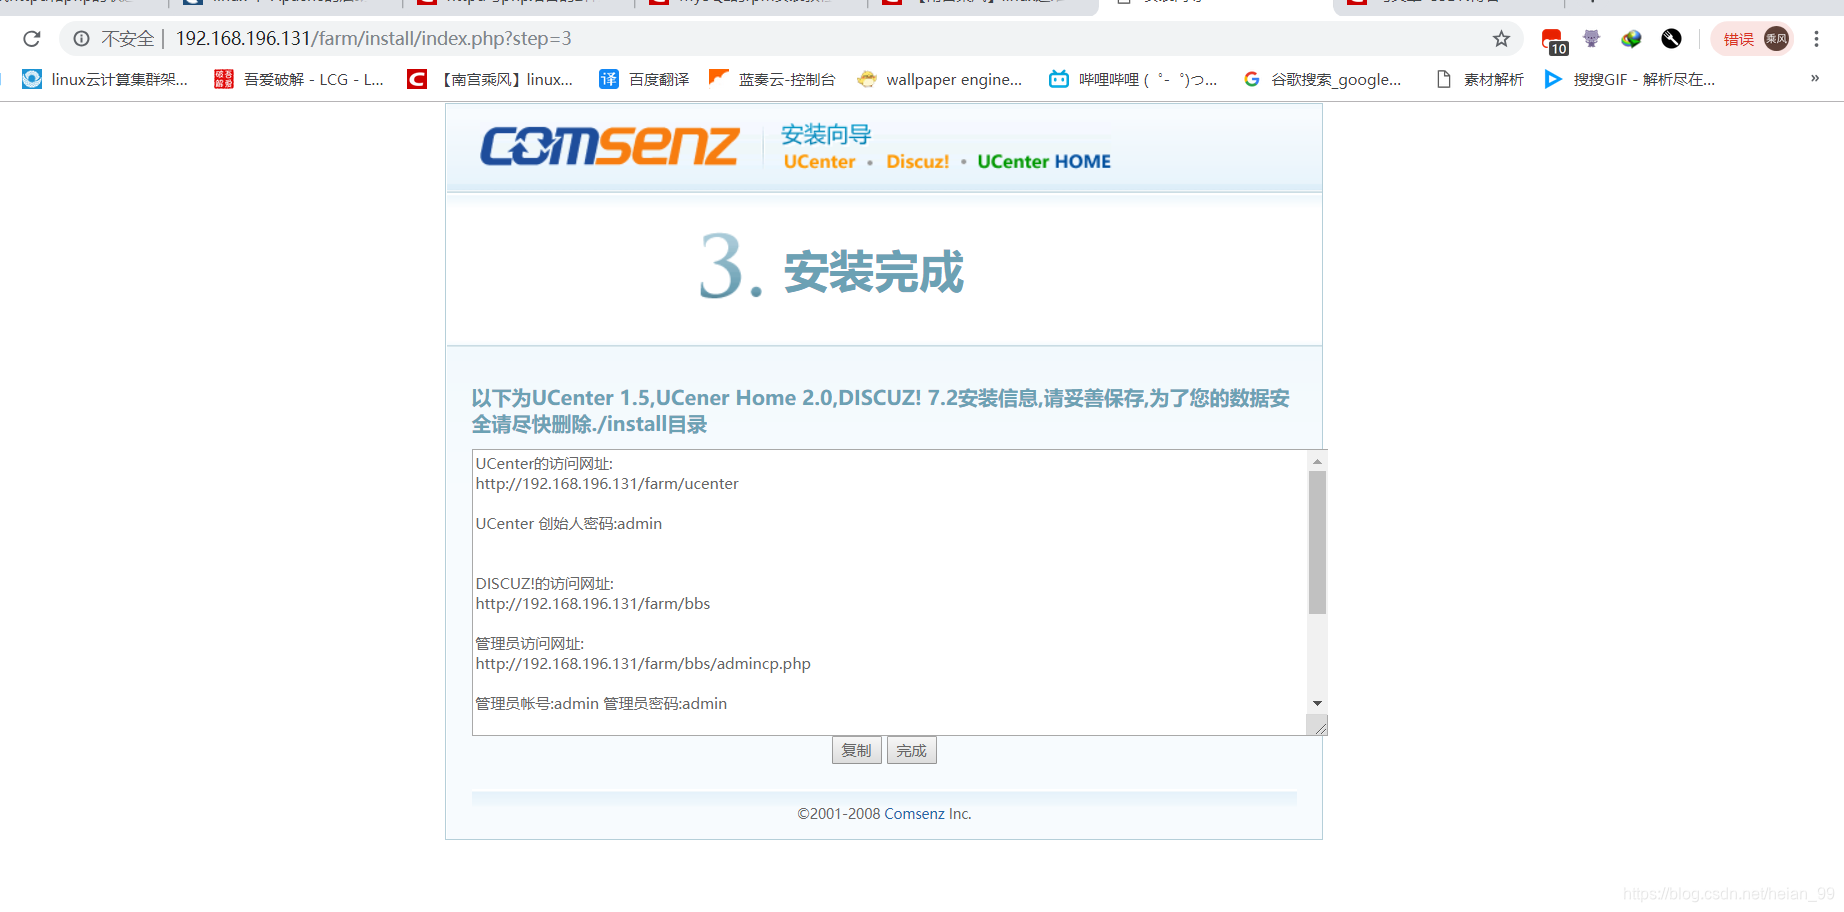 不安全 | 192.168.196.131/farm/install/index.php?step=3
10
错误 乘风
linux云计算集群架... 破吾解爱 吾爱破解 - LCG - L... C 【南宫乘风】linux... 译 百度翻译 蓝奏云-控制台 wallpaper engine... 哔哩哔哩 (゜-゜)つ... 谷歌搜索_google... 素材解析 搜搜GIF - 解析尽在... »
COMSENZ
安装向导
UCenter • Discuz! • UCenter HOME
3. 安装完成
以下为UCenter 1.5,UCener Home 2.0,DISCUZ! 7.2安装信息,请妥善保存,为了您的数据安
全请尽快删除./install目录
UCenter的访问网址:
http://192.168.196.131/farm/ucenter
UCenter 创始人密码:admin
DISCUZ!的访问网址:
http://192.168.196.131/farm/bbs
管理员访问网址:
http://192.168.196.131/farm/bbs/admincp.php
管理员帐号:admin 管理员密码:admin
复制 完成
©2001-2008 Comsenz Inc.
https://blog.csdn.net/heian_99